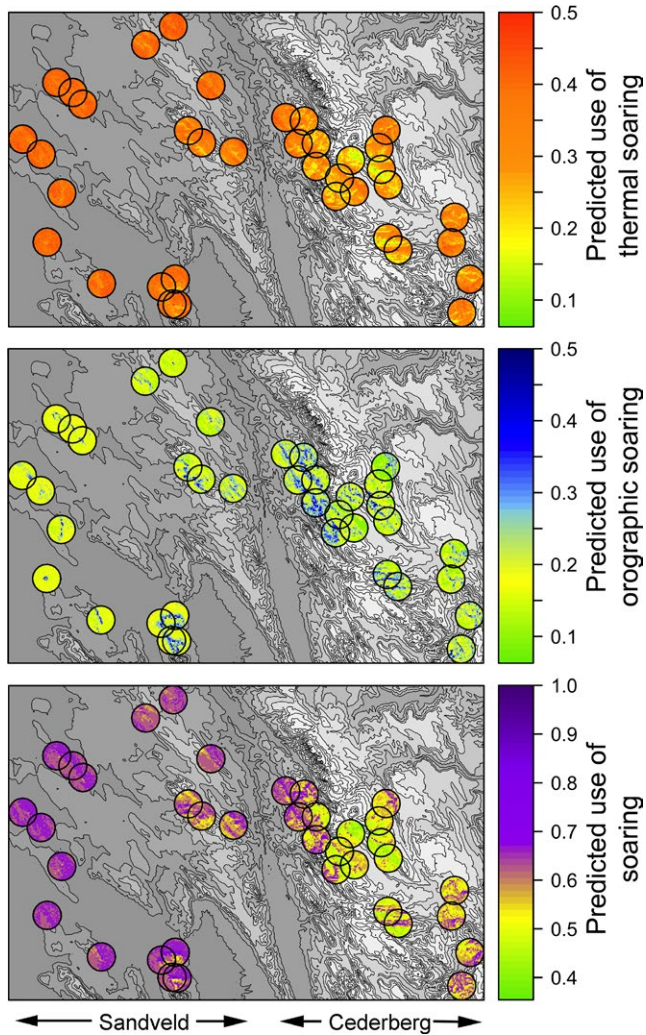 0.5
0.4
0.3
0.2
0.1
Predicted use of
thermal soaring
0.5
0.4
0.3
0.2
0.1
Predicted use of
orographic soaring
1.0
0.9
0.8
0.7
0.6
0.5
0.4
Predicted use of
soaring
Sandveld
Cederberg